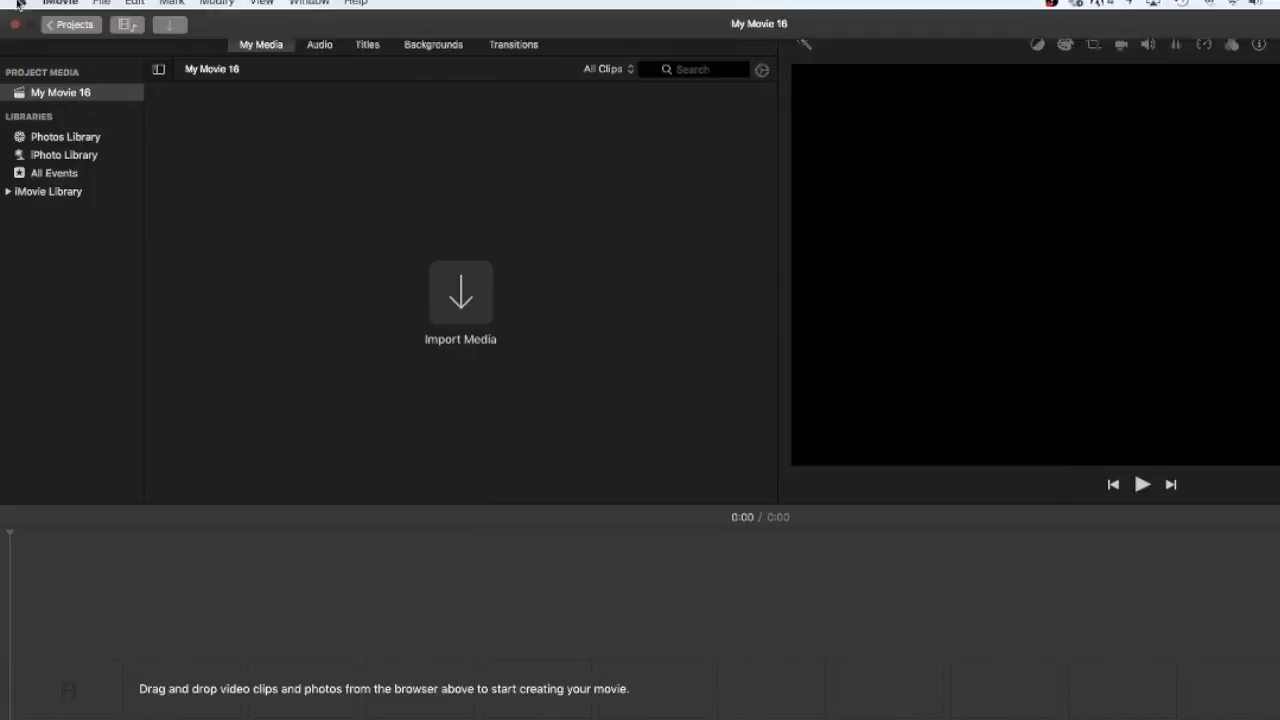 iMovie File Edit Mark Modify View Window Help
Projects
My Movie 16
My Media Audio Titles Backgrounds Transitions
PROJECT MEDIA
My Movie 16
All Clips
Search
My Movie 16
LIBRARIES
Photos Library
iPhoto Library
All Events
iMovie Library
Import Media
0:00 / 0:00
Drag and drop video clips and photos from the browser above to start creating your movie.